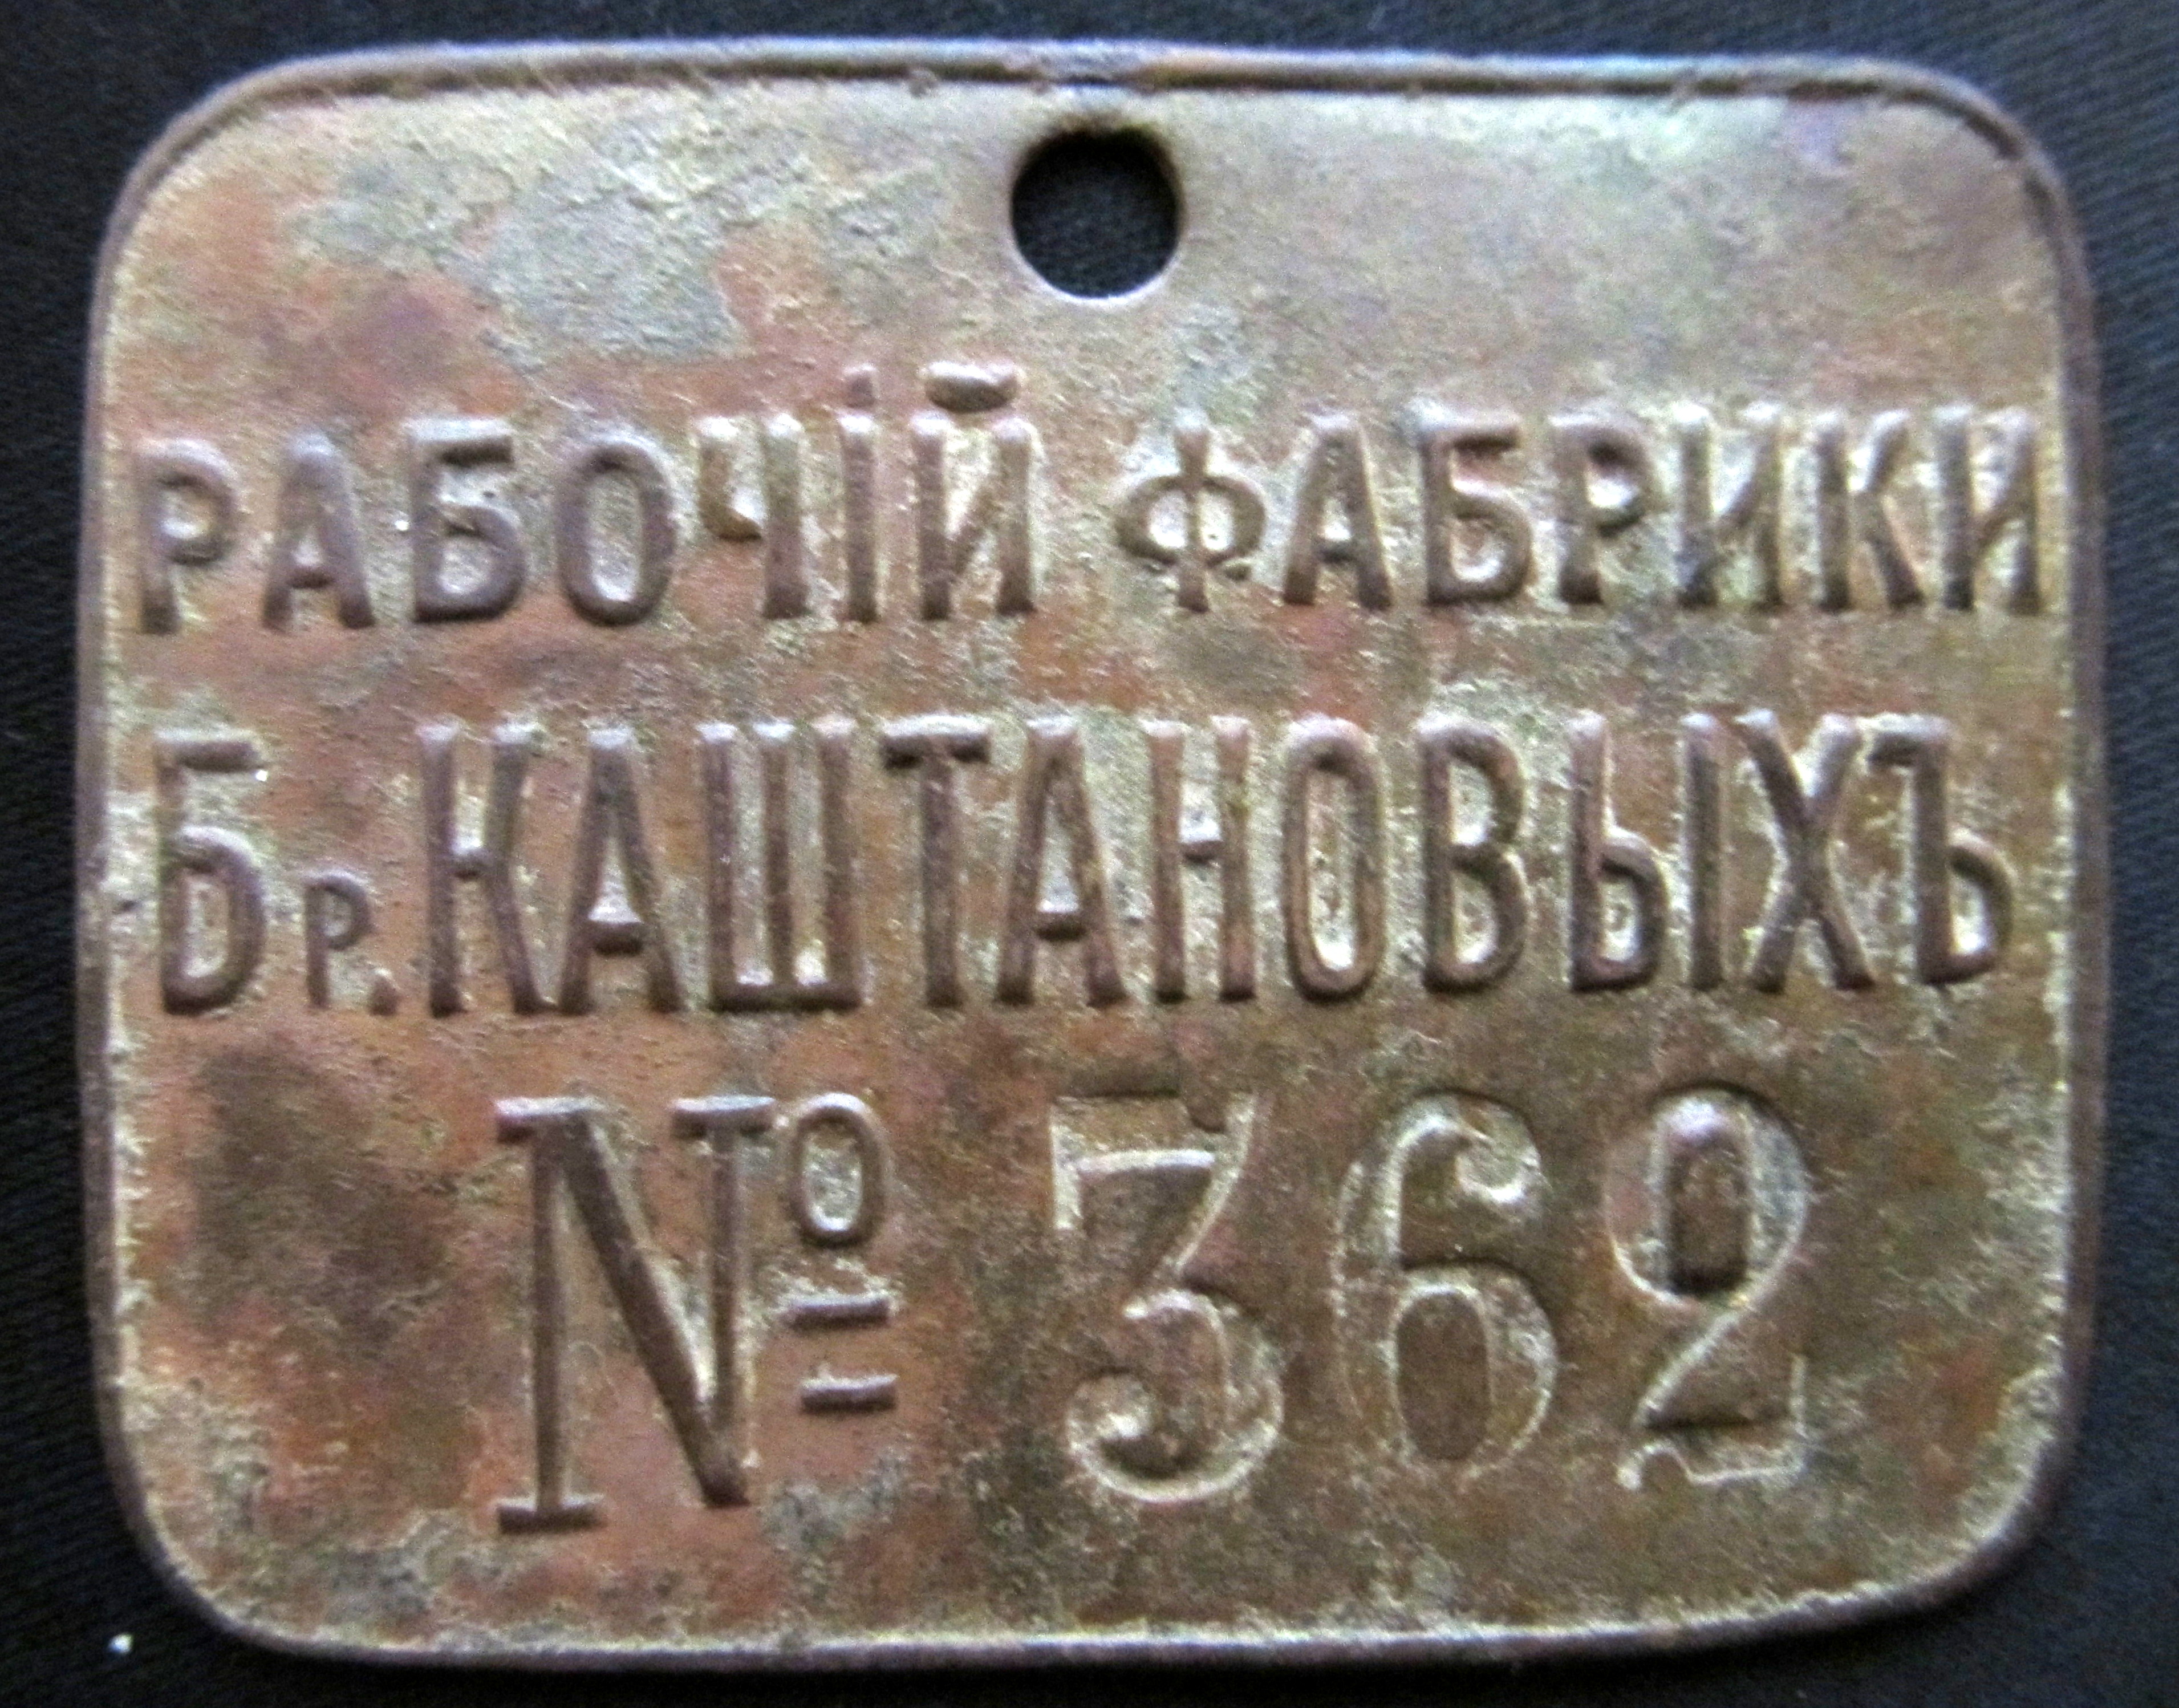 РАБОЧІЙ ФАБРИКИ
Бр. КАШТАНОВЫХЪ
№ 362